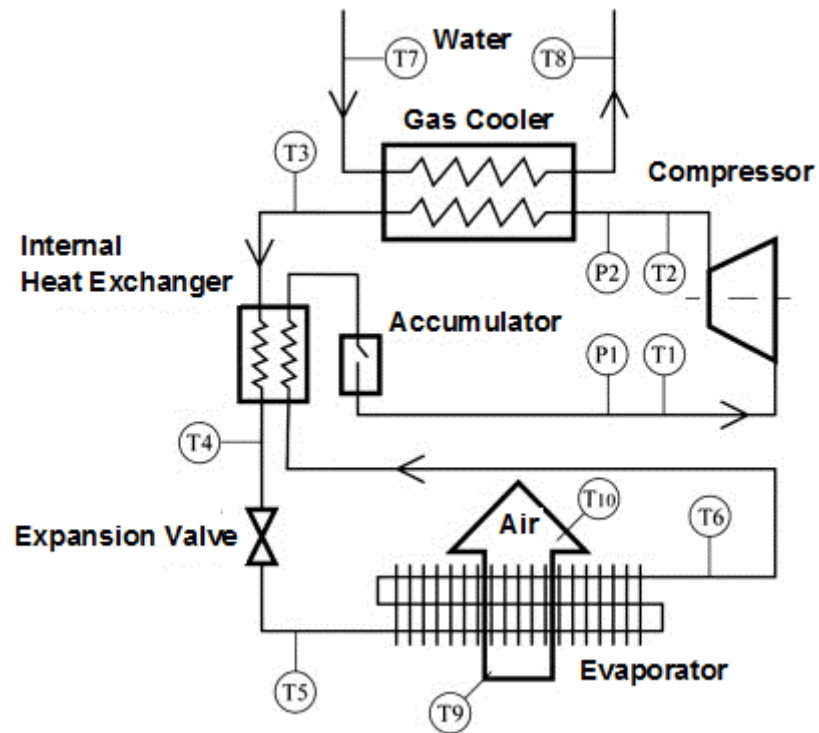 Water
T7
T8
Gas Cooler
T3
Compressor
Internal
Heat Exchanger
P2
T2
Accumulator
P1
T1
T4
Expansion Valve
Air
T10
T6
Evaporator
T5
T9